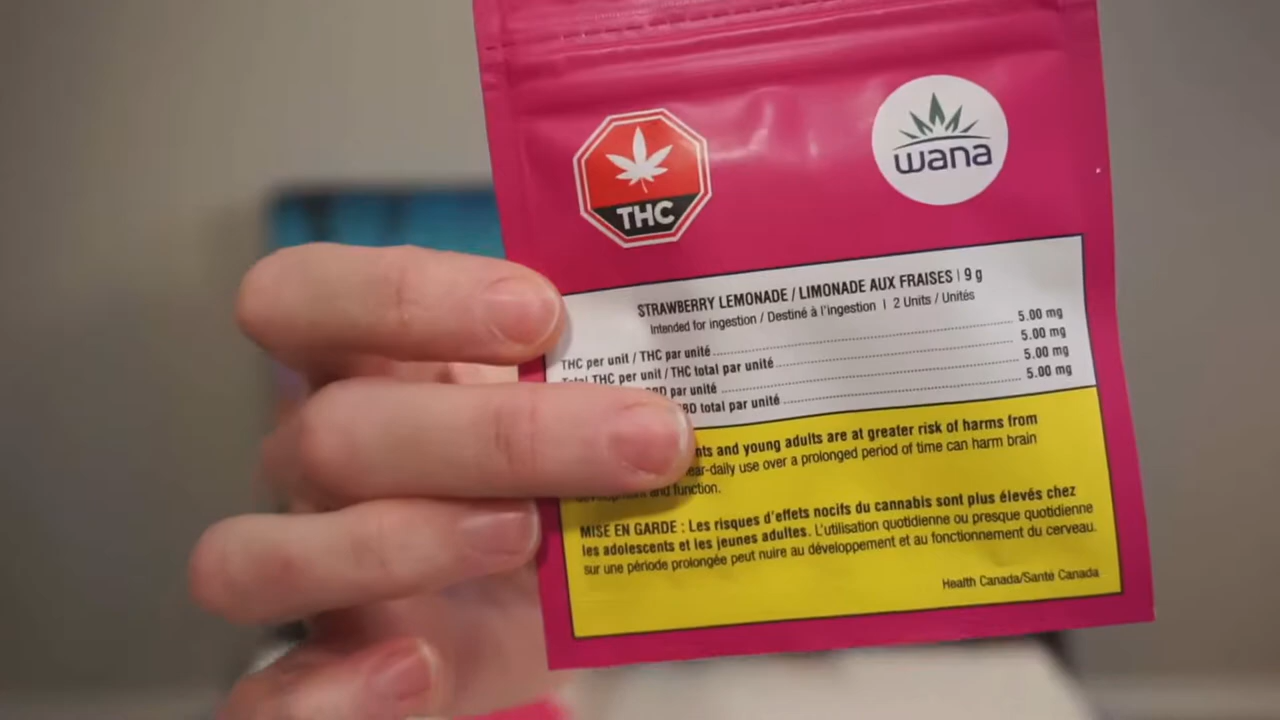 THC
wana
STRAWBERRY LEMONADE / LIMONADE AUX FRAISES | 9 g
Intended for ingestion / Destiné à l'ingestion | 2 Units / Unités
THC per unit / THC par unité 5.00 mg
Total THC per unit / THC total par unité 5.00 mg
par unité 5.00 mg
total par unité 5.00 mg
and young adults are at greater risk of harms from
use over a prolonged period of time can harm brain
development and function.
MISE EN GARDE : Les risques d'effets nocifs du cannabis sont plus élevés chez
les adolescents et les jeunes adultes. L'utilisation quotidienne ou presque quotidienne
sur une période prolongée peut nuire au développement et au fonctionnement du cerveau.
Health Canada/Santé Canada